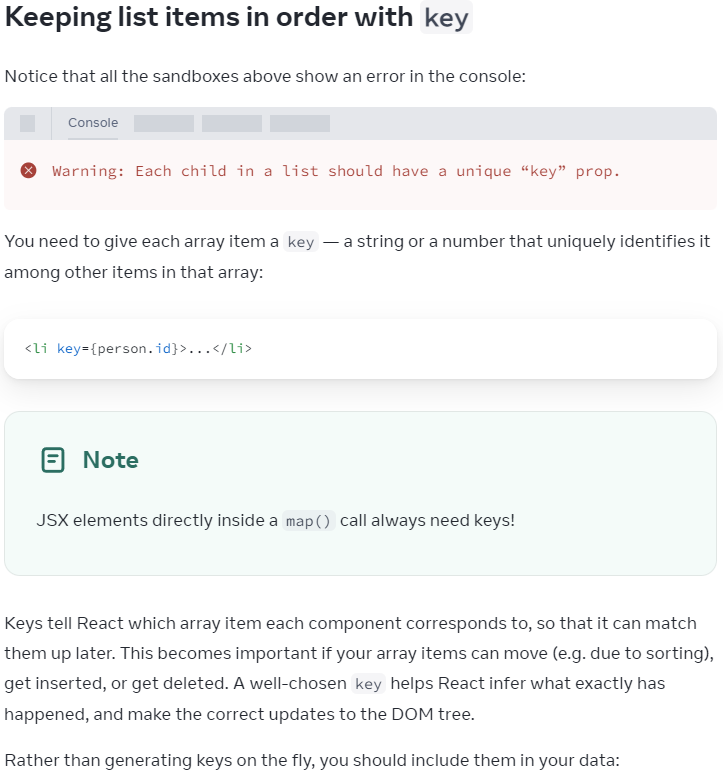 Keeping list items in order with key
Notice that all the sandboxes above show an error in the console:
Console
Warning: Each child in a list should have a unique “key” prop.
You need to give each array item a key — a string or a number that uniquely identifies it
among other items in that array:
<li key={person.id}>...</li>
Note
JSX elements directly inside a map() call always need keys!
Keys tell React which array item each component corresponds to, so that it can match
them up later. This becomes important if your array items can move (e.g. due to sorting),
get inserted, or get deleted. A well-chosen key helps React infer what exactly has
happened, and make the correct updates to the DOM tree.
Rather than generating keys on the fly, you should include them in your data: